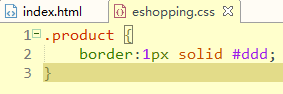 index.html eshopping.css
1 .product {
2 border:1px solid #ddd;
3 }